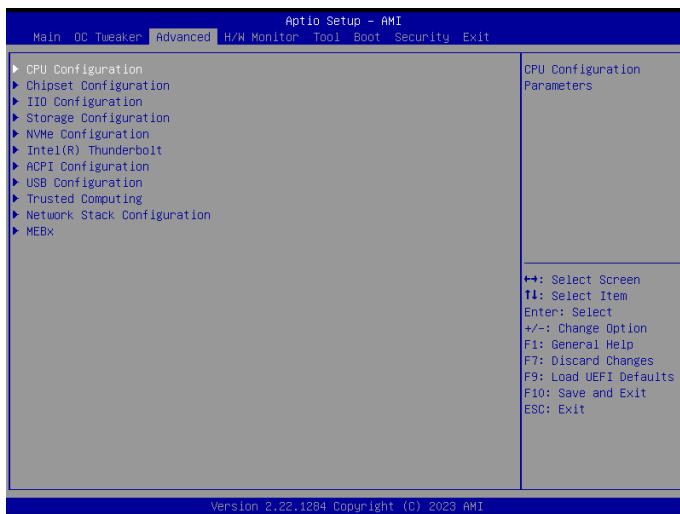 Aptio Setup - AMI
Main OC Tweaker Advanced H/W Monitor Tool Boot Security Exit
CPU Configuration
Chipset Configuration
IIO Configuration
Storage Configuration
NVMe Configuration
Intel(R) Thunderbolt
ACPI Configuration
USB Configuration
Trusted Computing
Network Stack Configuration
MEBx
CPU Configuration
Parameters
↔: Select Screen
↑↓: Select Item
Enter: Select
+/-: Change Option
F1: General Help
F7: Discard Changes
F9: Load UEFI Defaults
F10: Save and Exit
ESC: Exit
Version 2.22.1284 Copyright (C) 2023 AMI